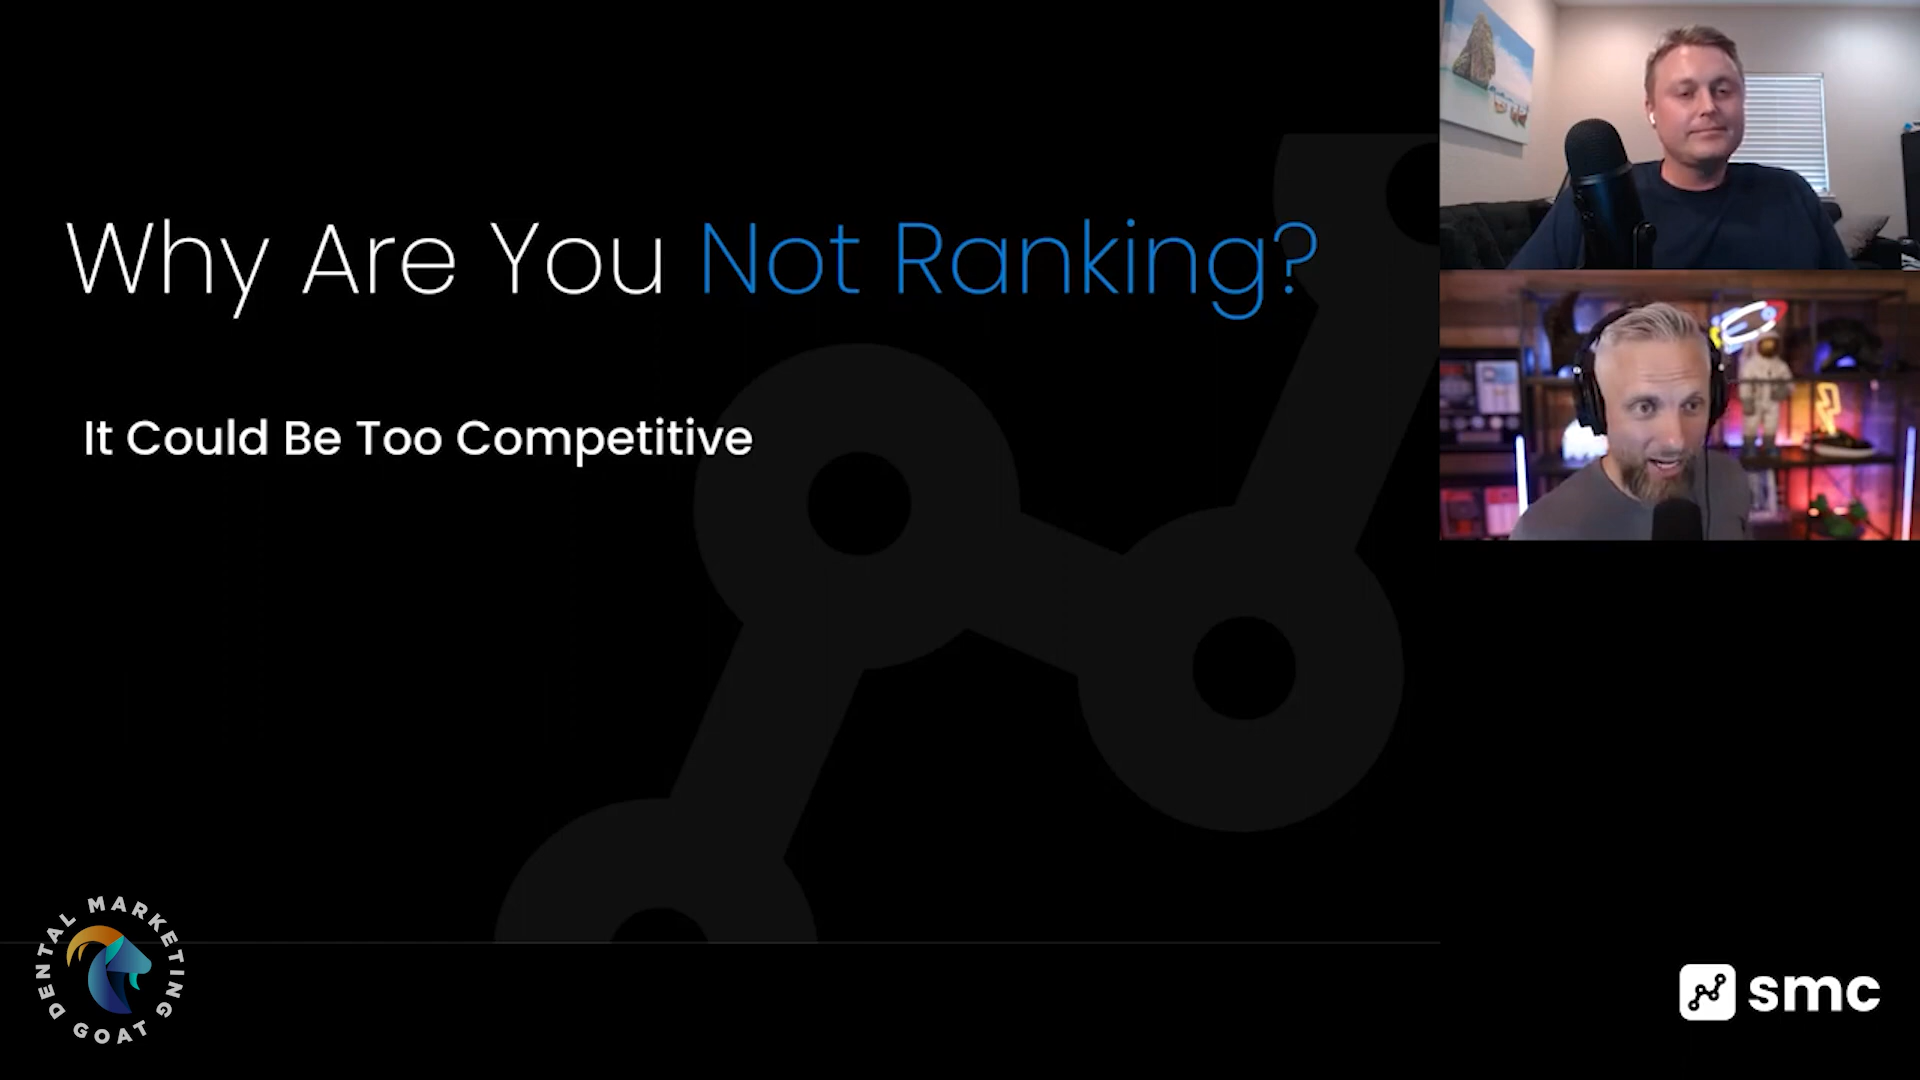 Why Are You Not Ranking?
It Could Be Too Competitive
DENTAL MARKETING
GOAT
smc